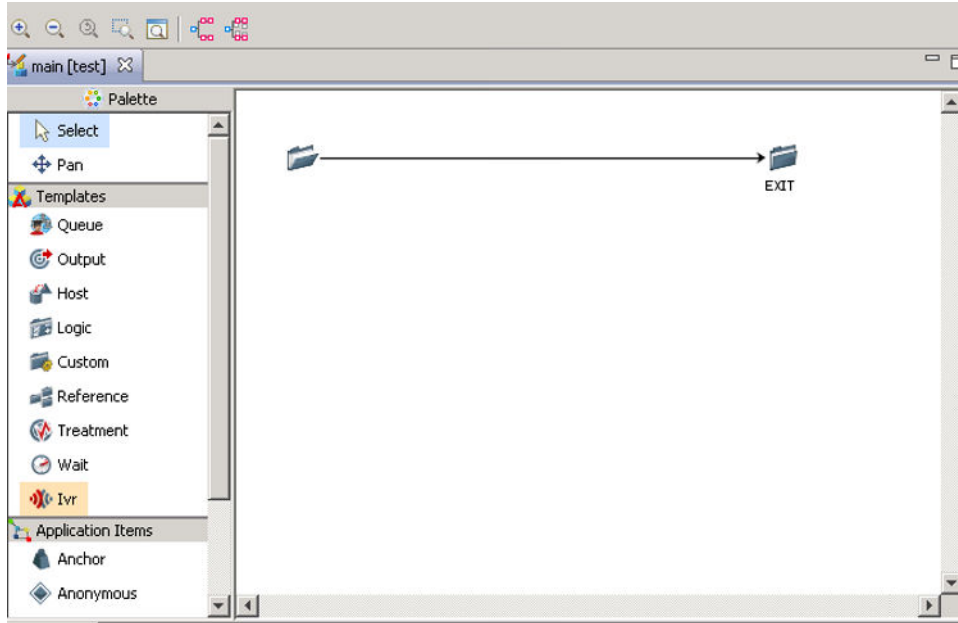 main [test]
Palette
Select
Pan
Templates
Queue
Output
Host
Logic
Custom
Reference
Treatment
Wait
Ivr
Application Items
Anchor
Anonymous
EXIT